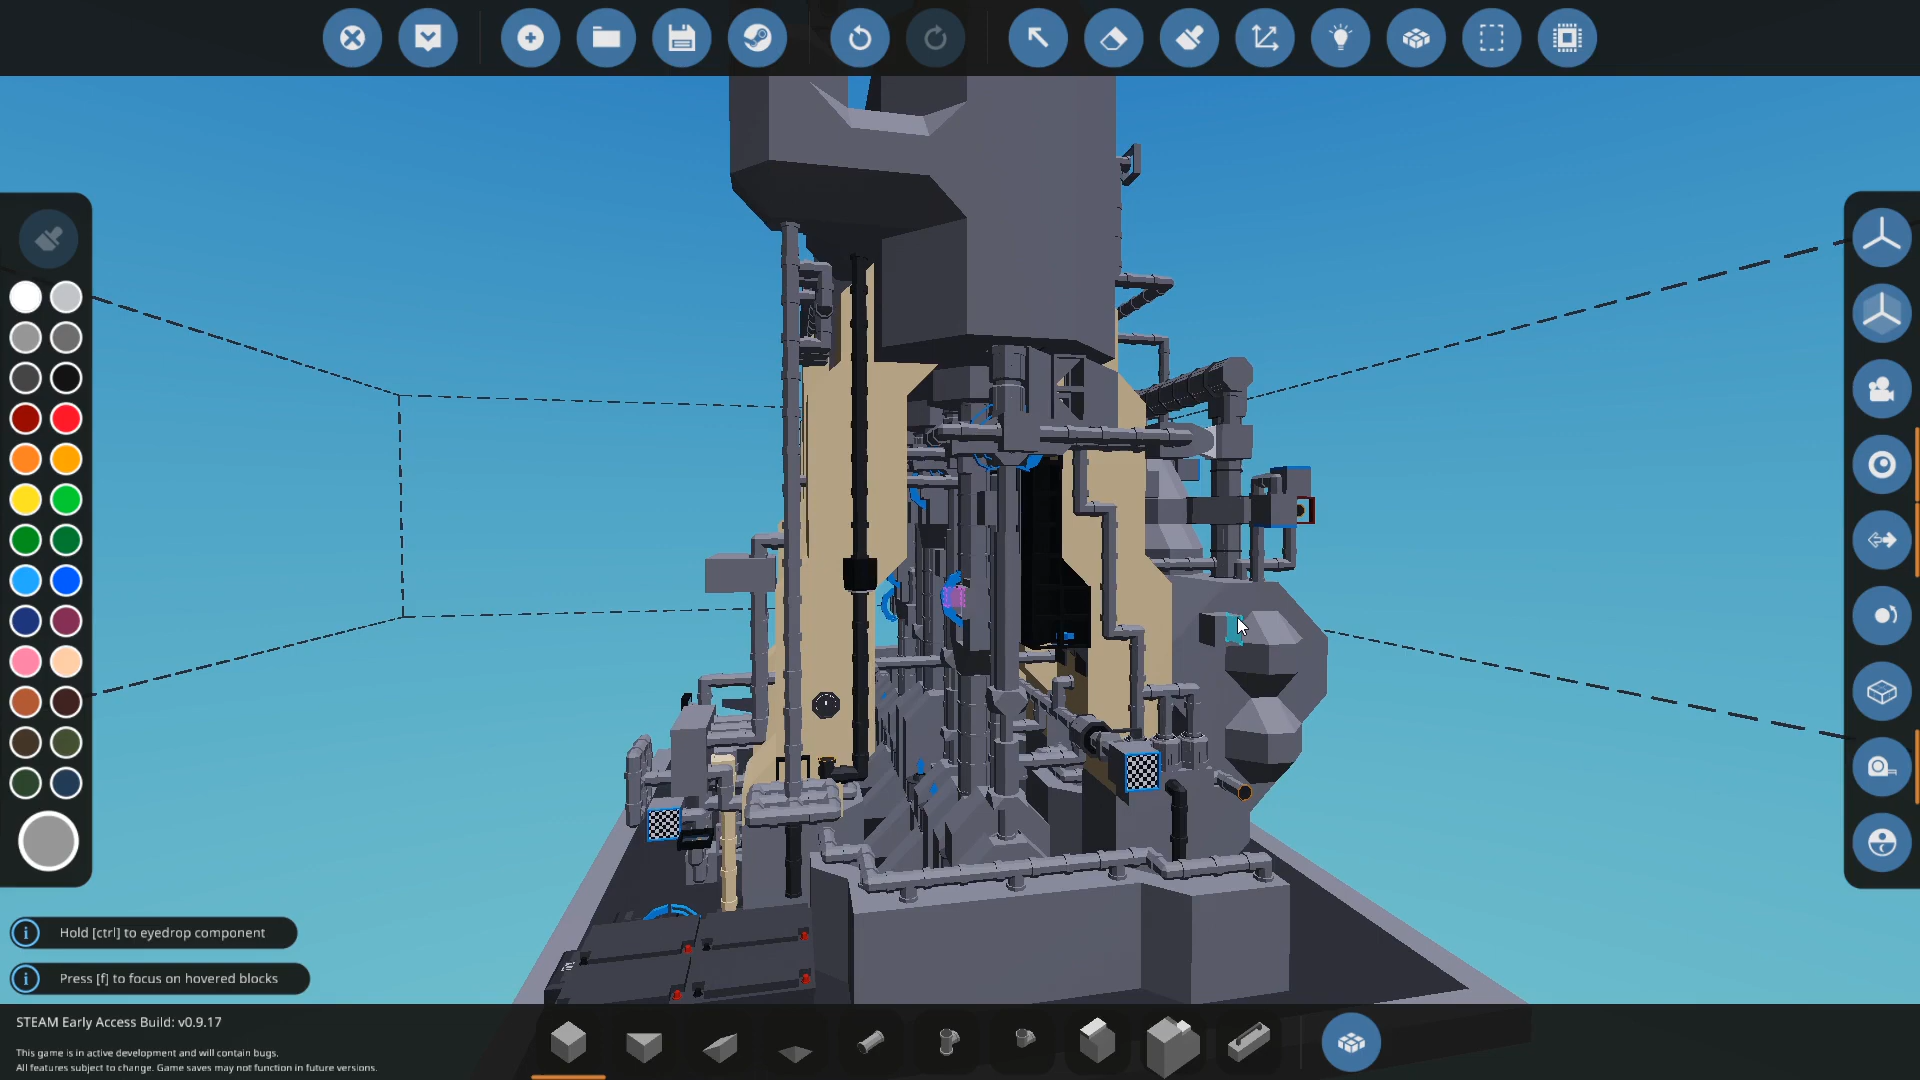 Hold [ctrl] to eyedrop component
Press [f] to focus on hovered blocks
STEAM Early Access Build: v0.9.17
This game is in active development and will contain bugs.
All features subject to change. Game saves may not function in future versions.